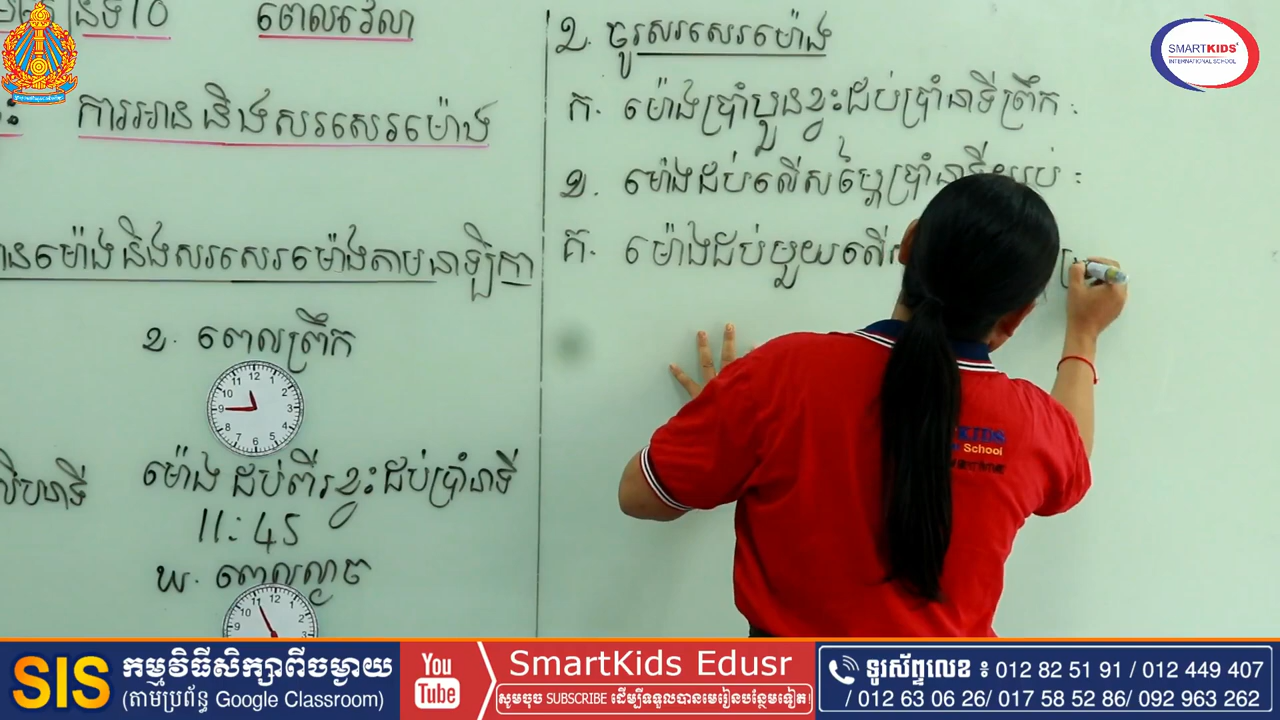 ទី10 ពេលវេលា
ការអាន និង សរសេរម៉ោង
អានម៉ោង និង សរសេរម៉ោងតាមនាឡិកា
ខ. ពេលព្រឹក
ម៉ោង ដប់ពីរខ្វះដប់ប្រាំនាទី
11:45
ឃ. ពេលល្ងាច
2. ចូរសរសេរម៉ោង
ក. ម៉ោងប្រាំបួនខ្វះដប់ប្រាំនាទីព្រឹក :
ខ. ម៉ោងដប់លើសម្ភៃប្រាំនាទីយប់ :
គ. ម៉ោងដប់មួយលើ
SMARTKIDS
INTERNATIONAL SCHOOL
KIDS
School
SIS កម្មវិធីសិក្សាពីចម្ងាយ
(តាមប្រព័ន្ធ Google Classroom)
You Tube
SmartKids Edusr
សូមចុច SUBSCRIBE ដើម្បីទទួលបានមេរៀនបន្ថែមទៀត!
ទូរស័ព្ទលេខ ៖ 012 82 51 91 / 012 449 407
/ 012 63 06 26/ 017 58 52 86/ 092 963 262